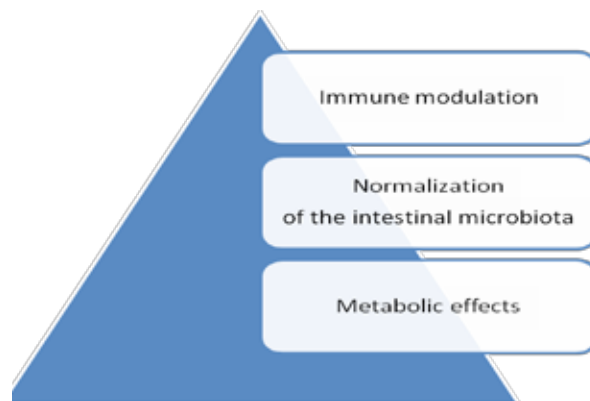 Immune modulation
Normalization
of the intestinal microbiota
Metabolic effects